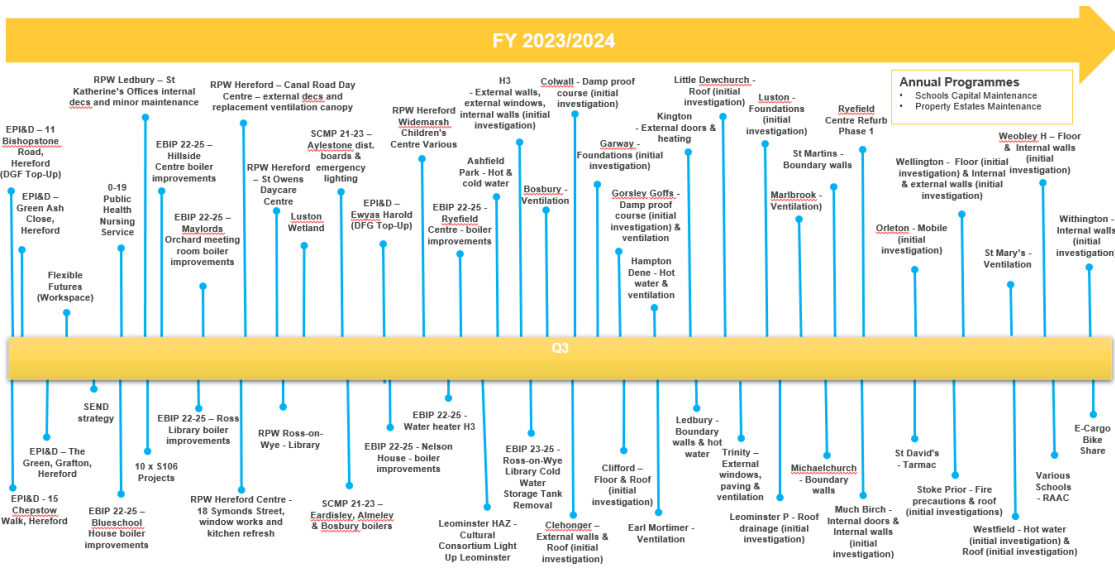 FY 2023/2024
Annual Programmes
• Schools Capital Maintenance
• Property Estates Maintenance
EPI&D – 11
Bishopstone
Road,
Hereford
(DGF Top-Up)
EPI&D –
Green Ash
Close,
Hereford
Flexible
Futures
(Workspace)
RPW Ledbury – St
Katherine's Offices internal
decs and minor maintenance
0-19
Public
Health
Nursing
Service
EBIP 22-25 –
Hillside
Centre boiler
improvements
EBIP 22-25 –
Maylords
Orchard meeting
room boiler
improvements
RPW Hereford – Canal Road Day
Centre – external decs and
replacement ventilation canopy
RPW Hereford
– St Owens
Daycare
Centre
Luston
Wetland
SCMP 21-23 –
Aylestone dist.
boards &
emergency
lighting
EPI&D –
Ewyas Harold
(DFG Top-Up)
RPW Hereford
Widemarsh
Children's
Centre Various
EBIP 22-25 -
Ryefield
Centre - boiler
improvements
H3
- External walls,
external windows,
internal walls (initial
investigation)
Ashfield
Park - Hot &
cold water
Colwall - Damp proof
course (initial
investigation)
Bosbury -
Ventilation
Garway -
Foundations (initial
investigation)
Gorsley Goffs -
Damp proof
course (initial
investigation) &
ventilation
Hampton
Dene - Hot
water &
ventilation
Little Dewchurch -
Roof (initial
investigation)
Kington
- External doors &
heating
Luston -
Foundations
(initial
investigation)
St Martins -
Boundary walls
Marlbrook -
Ventilation)
Ryefield
Centre Refurb
Phase 1
Wellington - Floor (initial
investigation) & Internal
& external walls (initial
investigation)
Orleton - Mobile
(initial
investigation)
Weobley H – Floor
& Internal walls
(initial
investigation)
St Mary's -
Ventilation
Withington -
Internal walls
(initial
investigation)
Q3
SEND
strategy
EPI&D – The
Green, Grafton,
Hereford
EPI&D - 15
Chepstow
Walk, Hereford
10 x S106
Projects
EBIP 22-25 –
Blueschool
House boiler
improvements
EBIP 22-25 – Ross
Library boiler
improvements
RPW Hereford Centre -
18 Symonds Street,
window works and
kitchen refresh
RPW Ross-on-
Wye - Library
SCMP 21-23 –
Eardisley, Almeley
& Bosbury boilers
EBIP 22-25 - Nelson
House - boiler
improvements
EBIP 22-25 -
Water heater H3
Leominster HAZ -
Cultural
Consortium Light
Up Leominster
EBIP 23-25 -
Ross-on-Wye
Library Cold
Water
Storage Tank
Removal
Clehonger –
External walls &
Roof (initial
investigation)
Clifford –
Floor & Roof
(initial
investigation)
Earl Mortimer -
Ventilation
Ledbury -
Boundary
walls & hot
water
Trinity –
External
windows,
paving &
ventilation
Leominster P - Roof
drainage (initial
investigation)
Michaelchurch
- Boundary
walls
Much Birch -
Internal doors &
Internal walls
(initial
investigation)
St David's
- Tarmac
Stoke Prior - Fire
precautions & roof
(initial investigations)
Westfield - Hot water
(initial investigation) &
Roof (initial investigation)
Various
Schools
- RAAC
E-Cargo
Bike
Share